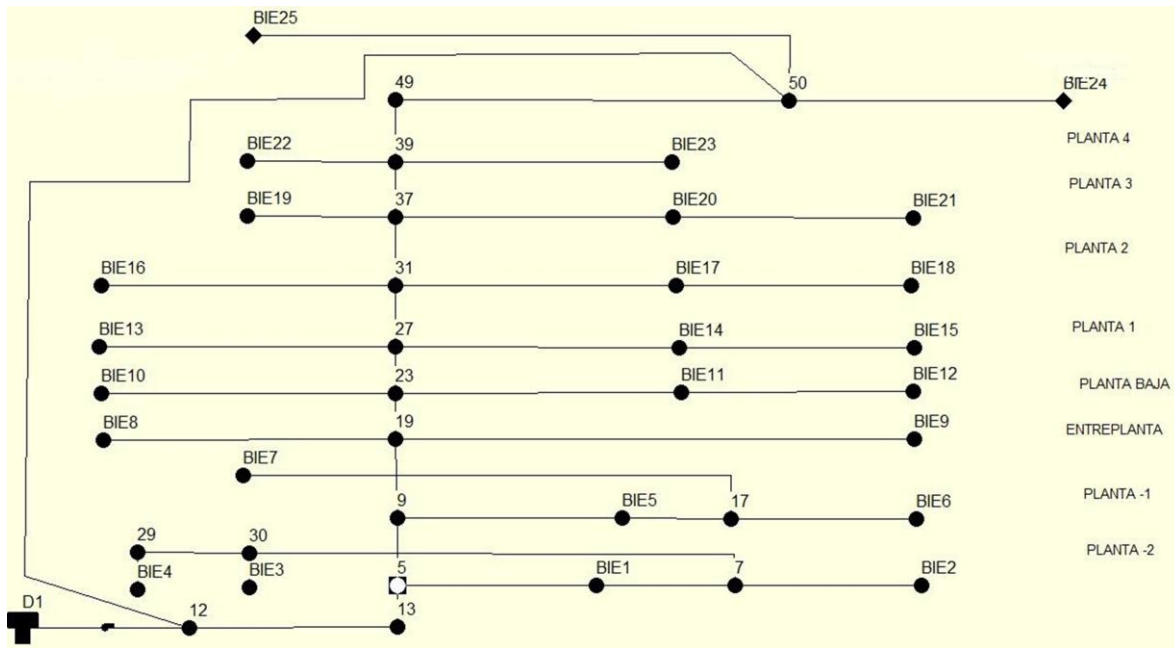 BIE25
49
50
BIE24
BIE22
39
BIE23
PLANTA 4
BIE19
37
BIE20
BIE21
PLANTA 3
BIE16
31
BIE17
BIE18
PLANTA 2
BIE13
27
BIE14
BIE15
PLANTA 1
BIE10
23
BIE11
BIE12
PLANTA BAJA
BIE8
19
BIE9
ENTREPLANTA
BIE7
9
BIE5
17
BIE6
PLANTA -1
29
30
BIE4
BIE3
5
BIE1
7
BIE2
PLANTA -2
D1
12
13